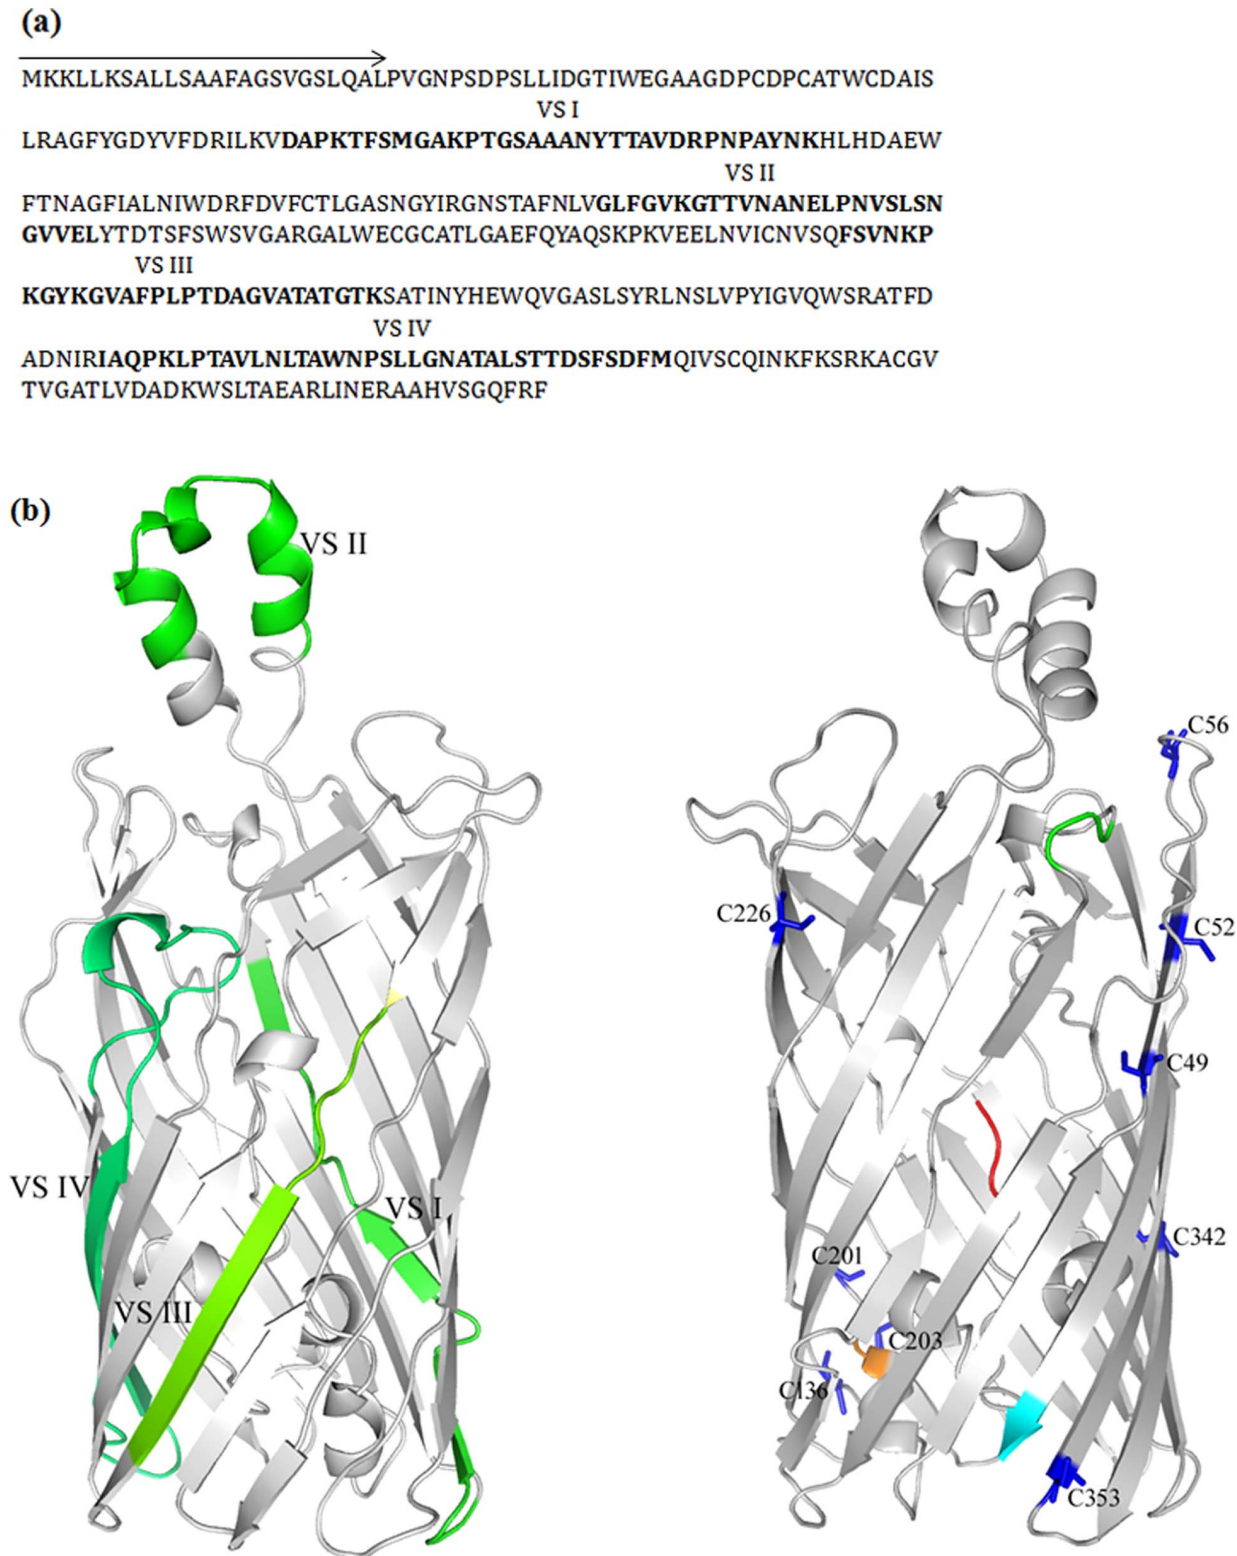 (a)
MKKLLKSALLSAAFAGSVGSLQALPVGNPSDPSLLIDGTIWEGAAGDPCDPCATWCDAIS
VS I
LRAGFYGDYVFDRILKVDAPKTFSMGAKPTGSAAANYTTAVDRPNPAYNKHLHDAEW
VS II
FTNAGFIALNIWDRFDVFCTLGASNGYIRGNSTAFNLVGLFGVKGTTVNANELPNVSLSN
GVVELYTDTSFSWSVGARGALWECGCATLGAEFQYAQSKPKVEELNVICNVSQFSVNKP
VS III
KGYKGVAFPLPTDAGVATATGTKSATINYHEWQVGASLSYRLNSLVPYIGVQWSRATFD
VS IV
ADNIRIAQPKLPTAVLNLTAWNPSLLGNATALSTTDSFSDFMQIVSCQINKFKSRKACGV
TVGATLVDADKWSLTAEARLINERAAHVSGQFRF
(b)
VS II
C56
C226
C52
C49
VS IV
VS I
C342
C201
VS III
C203
C136
C353